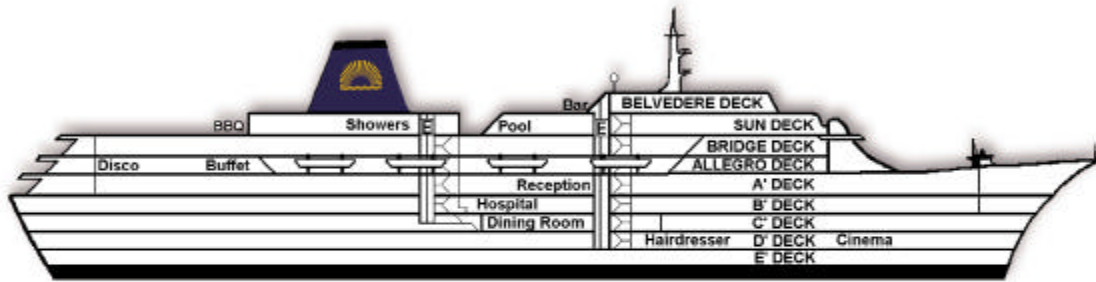 Bar BELVEDERE DECK
BBQ Showers E Pool E SUN DECK
BRIDGE DECK
Disco Buffet ALLEGRO DECK
Reception A' DECK
Hospital B' DECK
Dining Room C' DECK
Hairdresser D' DECK Cinema
E' DECK